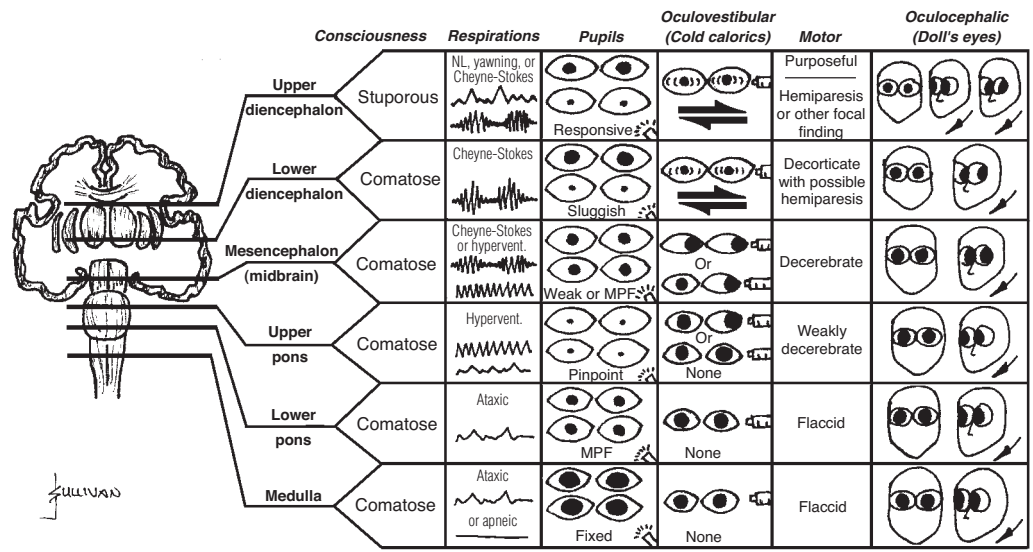 Consciousness
Respirations
Pupils
Oculovestibular
(Cold calorics)
Motor
Oculocephalic
(Doll's eyes)
Upper
diencephalon
Stuporous
NL, yawning, or
Cheyne-Stokes
Responsive
Purposeful
Hemiparesis
or other focal
finding
Lower
diencephalon
Comatose
Cheyne-Stokes
Sluggish
Decorticate
with possible
hemiparesis
Mesencephalon
(midbrain)
Comatose
Cheyne-Stokes
or hypervent.
Weak or MPF
Or
Decerebrate
Upper
pons
Comatose
Hypervent.
Pinpoint
Or
None
Weakly
decerebrate
Lower
pons
Comatose
Ataxic
MPF
None
Flaccid
Medulla
Comatose
Ataxic
or apneic
Fixed
None
Flaccid
SULLIVAN